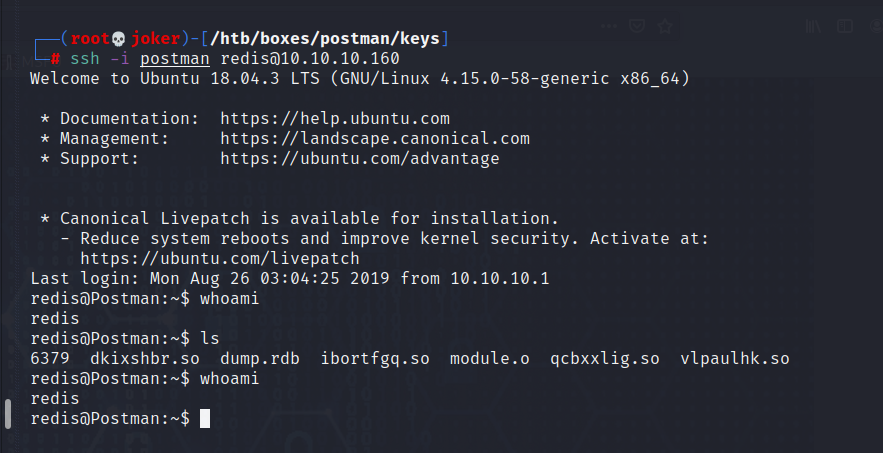 ┌──(root💀joker)-[/htb/boxes/postman/keys]
└─# ssh -i postman redis@10.10.10.160
Welcome to Ubuntu 18.04.3 LTS (GNU/Linux 4.15.0-58-generic x86_64)
* Documentation:  https://help.ubuntu.com
* Management:     https://landscape.canonical.com
* Support:        https://ubuntu.com/advantage
* Canonical Livepatch is available for installation.
- Reduce system reboots and improve kernel security. Activate at:
https://ubuntu.com/livepatch
Last login: Mon Aug 26 03:04:25 2019 from 10.10.10.1
redis@Postman:~$ whoami
redis
redis@Postman:~$ ls
6379  dkixshbr.so  dump.rdb  ibortfgq.so  module.o  qcbxxlig.so  vlpaulhk.so
redis@Postman:~$ whoami
redis
redis@Postman:~$